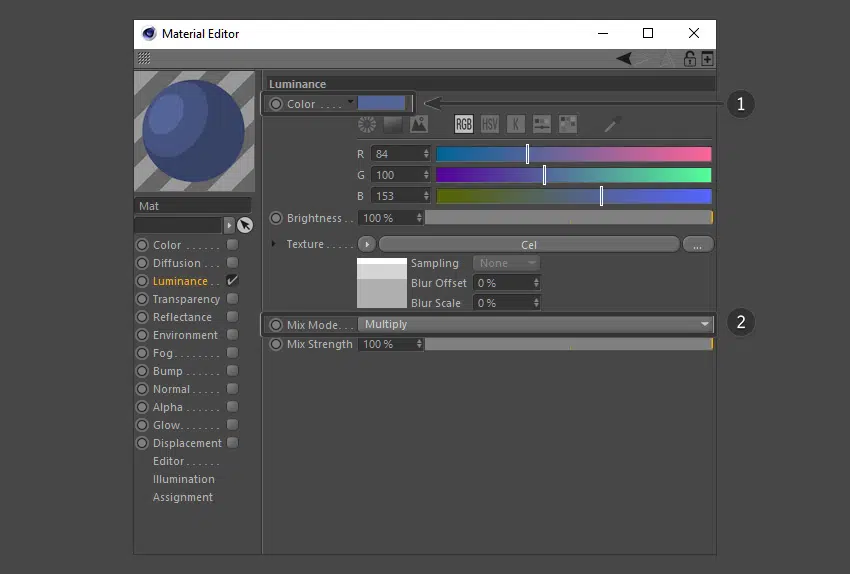 Material Editor
Luminance
Color . . . .
1
RGB HSV K
R 84
G 100
B 153
Mat
Brightness . . 100 %
Color . . . . . .
Texture . . . . . Cel ...
Diffusion . . .
Sampling None
Luminance . .
Blur Offset 0 %
Transparency
Blur Scale 0 %
Reflectance
Mix Mode. . . Multiply
2
Environment
Mix Strength 100 %
Fog. . . . . . .
Bump . . . . .
Normal . . . . .
Alpha . . . . .
Glow. . . . . .
Displacement
Editor . . . . . .
Illumination
Assignment